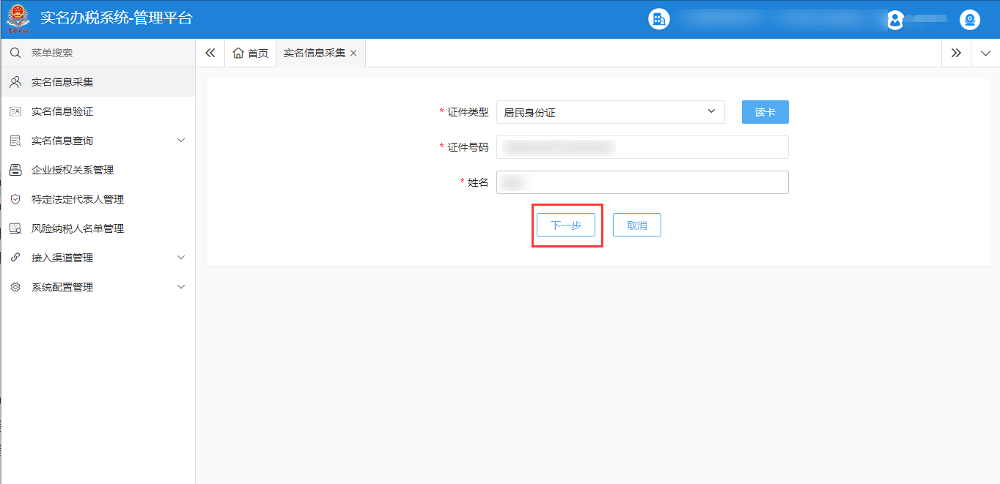 实名办税系统-管理平台
菜单搜索
首页
实名信息采集
实名信息采集
实名信息验证
实名信息查询
企业授权关系管理
特定法定代表人管理
风险纳税人名单管理
接入渠道管理
系统配置管理
* 证件类型 居民身份证 读卡
* 证件号码
* 姓名
下一步 取消